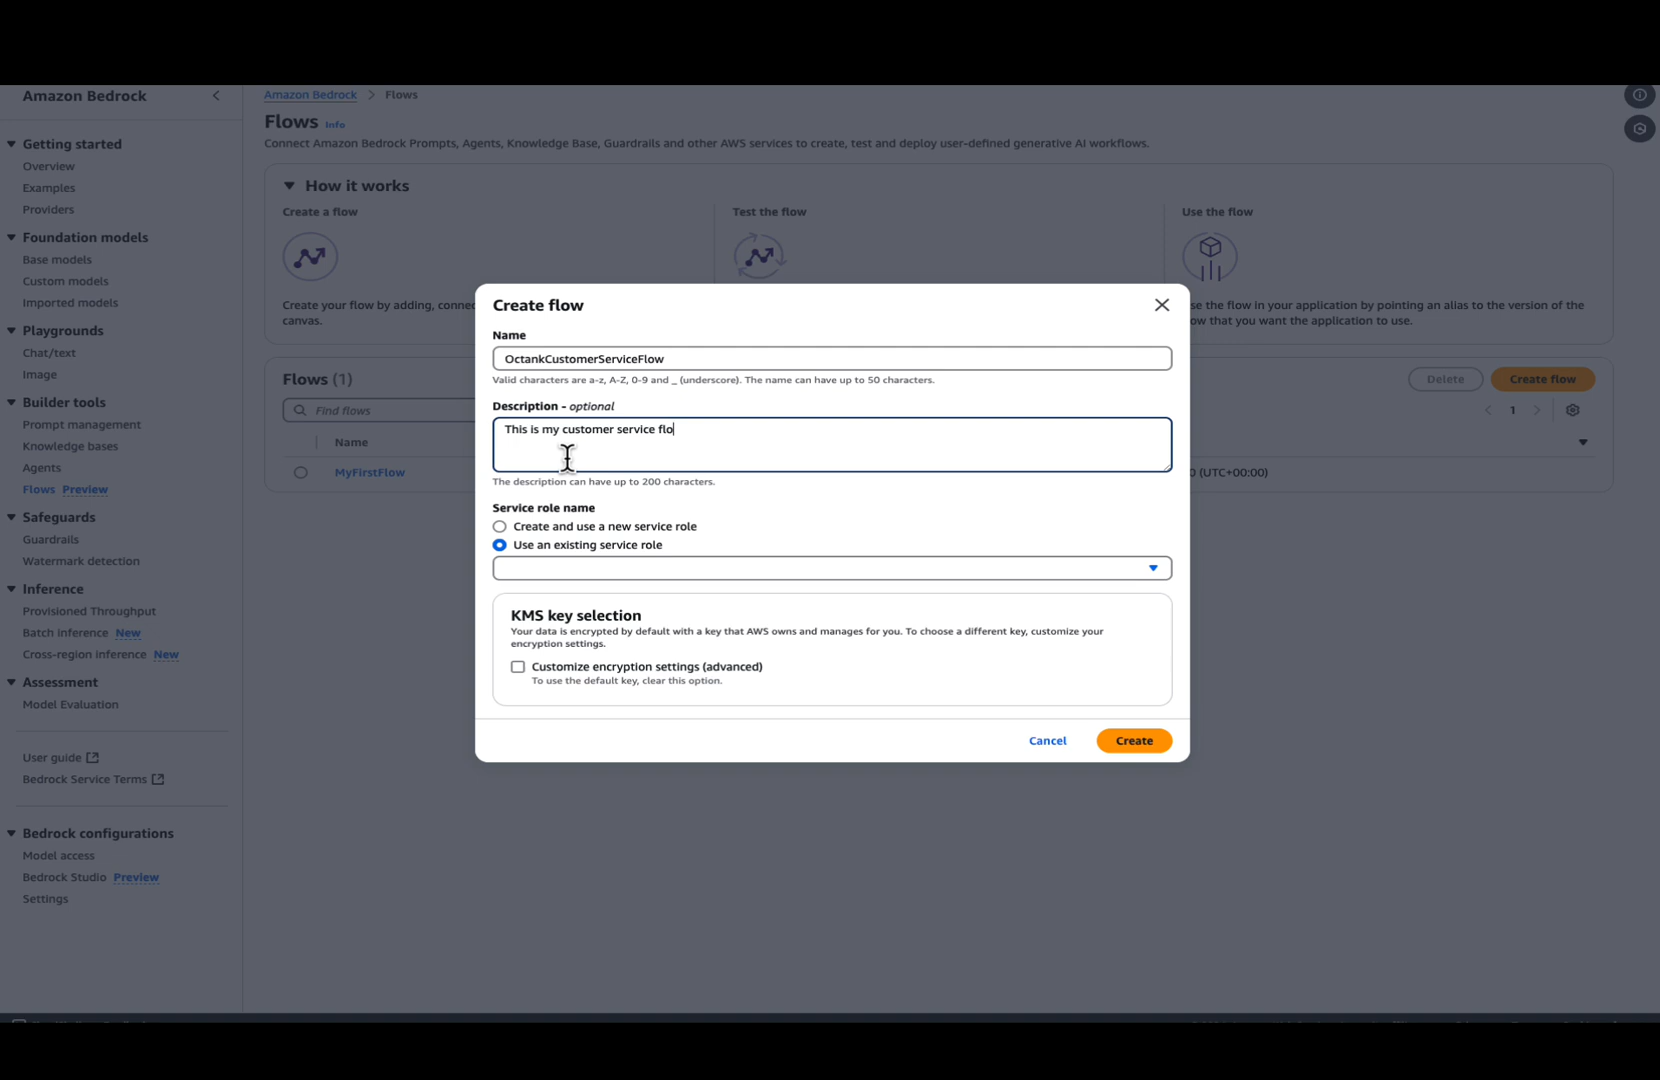 Amazon Bedrock
Getting started
Overview
Examples
Providers
Foundation models
Base models
Custom models
Imported models
Playgrounds
Chat/text
Image
Builder tools
Prompt management
Knowledge bases
Agents
Flows Preview
Safeguards
Guardrails
Watermark detection
Inference
Provisioned Throughput
Batch inference New
Cross-region inference New
Assessment
Model Evaluation
User guide
Bedrock Service Terms
Bedrock configurations
Model access
Bedrock Studio Preview
Settings
Amazon Bedrock > Flows
Flows Info
Connect Amazon Bedrock Prompts, Agents, Knowledge Base, Guardrails and other AWS services to create, test and deploy user-defined generative AI workflows.
How it works
Create a flow
Test the flow
Use the flow
Create your flow by adding, connec
canvas.
se the flow in your application by pointing an alias to the version of the
ow that you want the application to use.
Flows (1)
Delete
Create flow
Find flows
1
Name
MyFirstFlow
0 (UTC+00:00)
Create flow
Name
OctankCustomerServiceFlow
Valid characters are a-z, A-Z, 0-9 and _ (underscore). The name can have up to 50 characters.
Description - optional
This is my customer service flo
The description can have up to 200 characters.
Service role name
Create and use a new service role
Use an existing service role
KMS key selection
Your data is encrypted by default with a key that AWS owns and manages for you. To choose a different key, customize your
encryption settings.
Customize encryption settings (advanced)
To use the default key, clear this option.
Cancel
Create